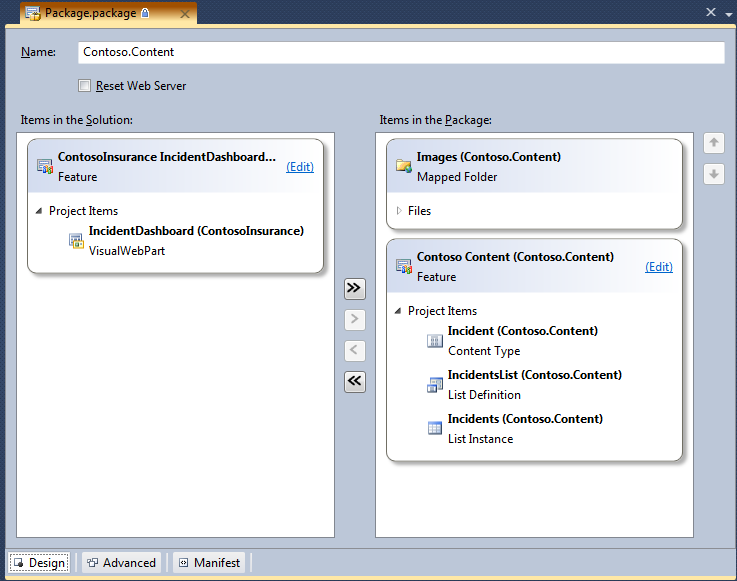 Package.package
Name:
Contoso.Content
Reset Web Server
Items in the Solution:
ContosoInsurance IncidentDashboard...
Feature
(Edit)
Project Items
IncidentDashboard (ContosoInsurance)
VisualWebPart
Items in the Package:
Images (Contoso.Content)
Mapped Folder
Files
Contoso Content (Contoso.Content)
Feature
(Edit)
Project Items
Incident (Contoso.Content)
Content Type
IncidentsList (Contoso.Content)
List Definition
Incidents (Contoso.Content)
List Instance
Design
Advanced
Manifest